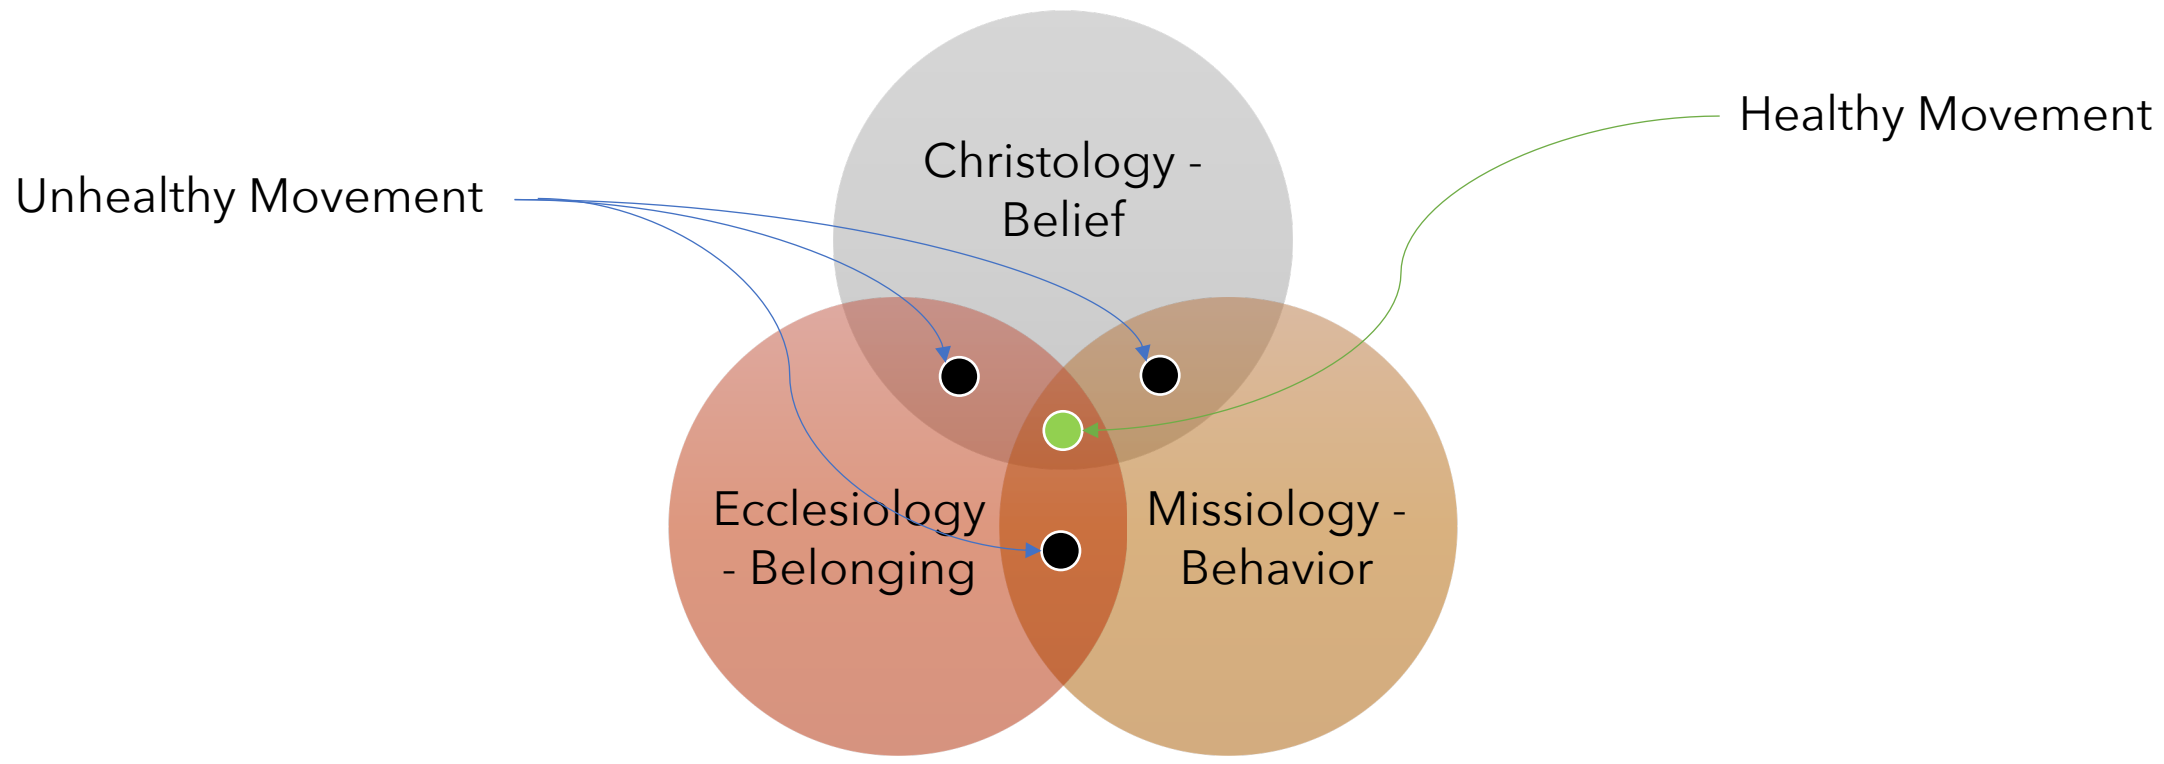 Healthy Movement
Christology -
Belief
Unhealthy Movement
Ecclesiology
- Belonging
Missiology -
Behavior